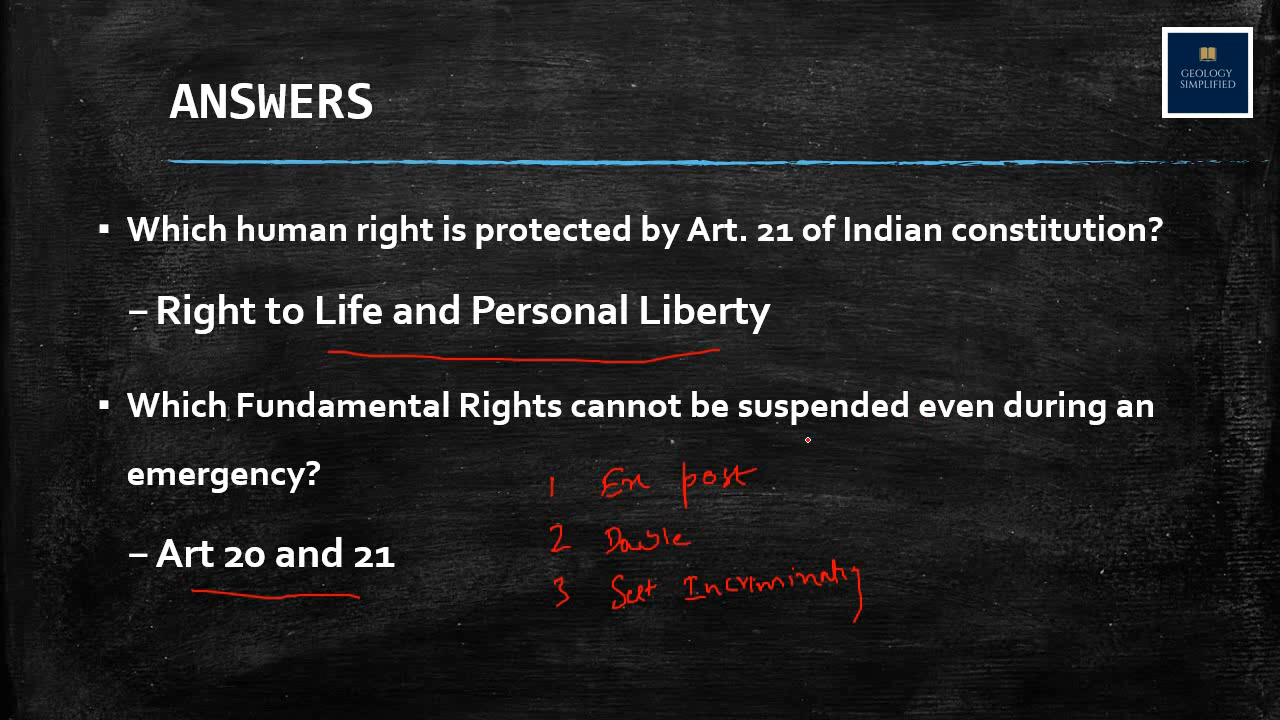 ANSWERS
GEOLOGY
SIMPLIFIED
▪ Which human right is protected by Art. 21 of Indian constitution?
– Right to Life and Personal Liberty
▪ Which Fundamental Rights cannot be suspended even during an
emergency?
– Art 20 and 21
1 Ex post
2 Double
3 Self Incriminating